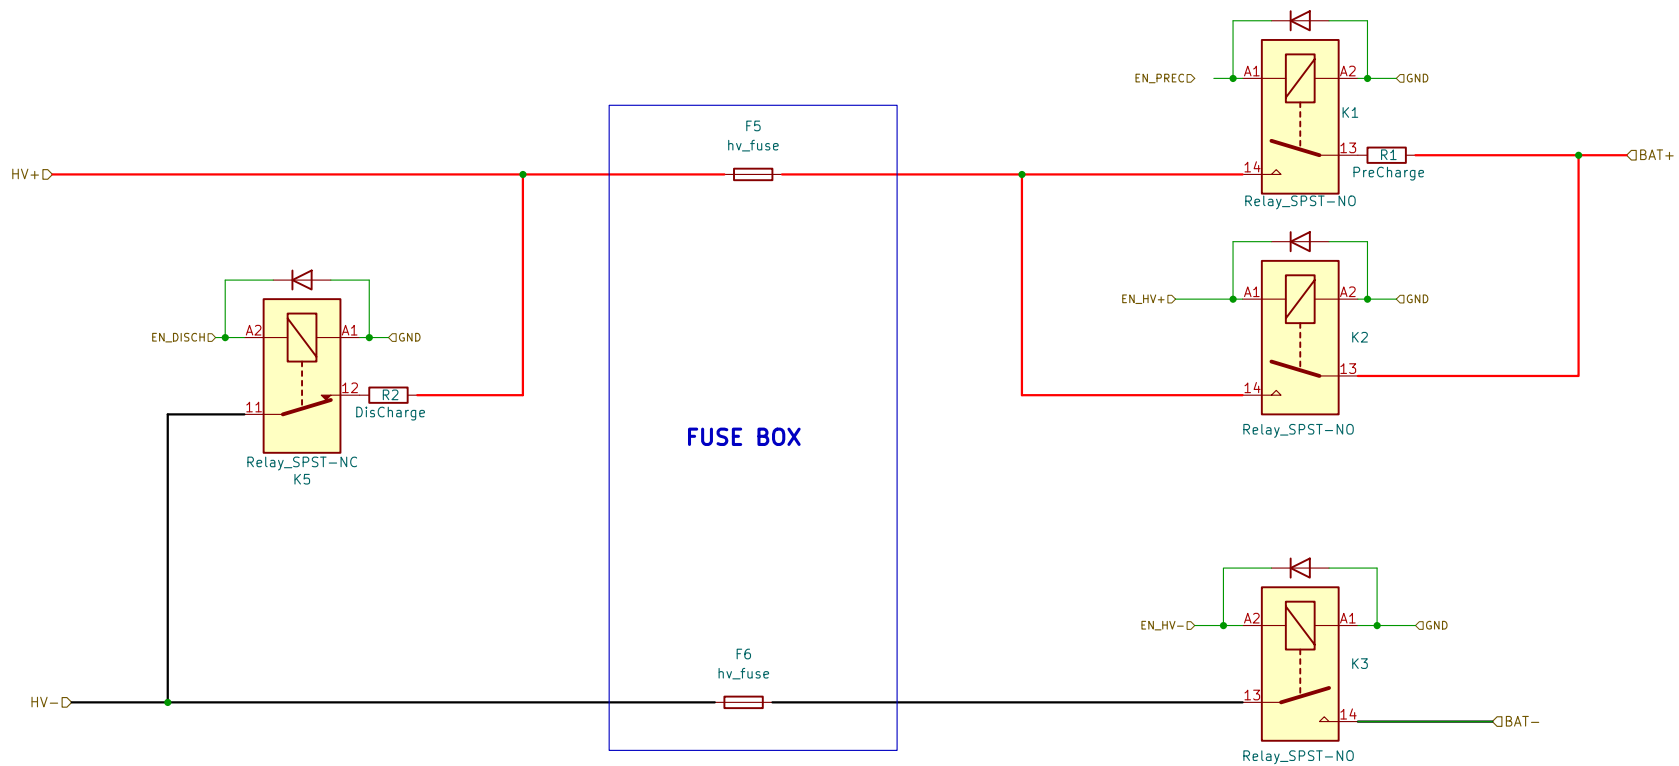 EN_PREC
A1
A2
GND
K1
13
R1
PreCharge
BAT+
14
Relay_SPST-NO
F5
hv_fuse
HV+
EN_HV+
A1
A2
GND
K2
13
14
Relay_SPST-NO
EN_DISCH
A2
A1
GND
12
R2
DisCharge
11
Relay_SPST-NC
K5
FUSE BOX
F6
hv_fuse
HV-
EN_HV-
A2
A1
GND
K3
13
14
BAT-
Relay_SPST-NO